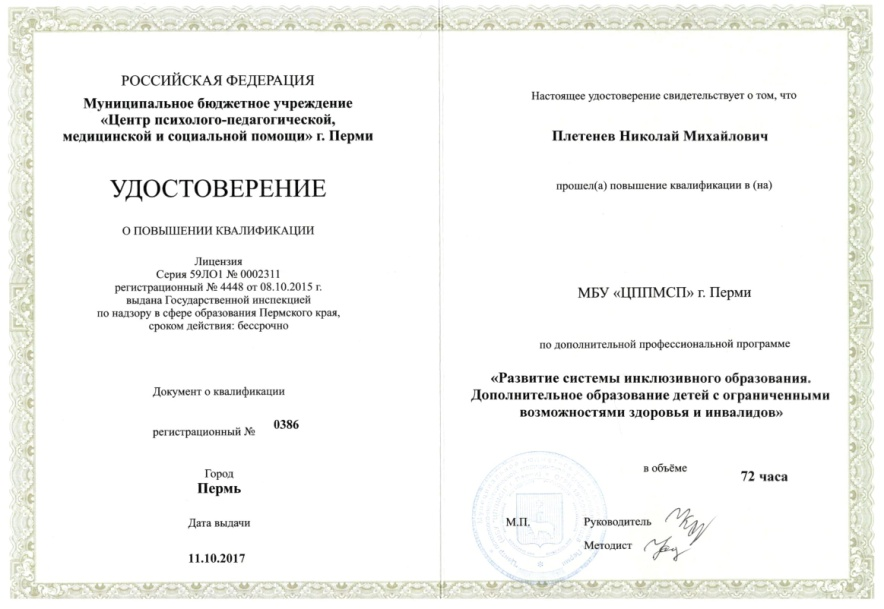 РОССИЙСКАЯ ФЕДЕРАЦИЯ
Муниципальное бюджетное учреждение
«Центр психолого-педагогической,
медицинской и социальной помощи» г. Перми
УДОСТОВЕРЕНИЕ
О ПОВЫШЕНИИ КВАЛИФИКАЦИИ
Лицензия
Серия 59ЛО1 № 0002311
регистрационный № 4448 от 08.10.2015 г.
выдана Государственной инспекцией
по надзору в сфере образования Пермского края,
сроком действия: бессрочно
Документ о квалификации
регистрационный № 0386
Город
Пермь
Дата выдачи
11.10.2017
Настоящее удостоверение свидетельствует о том, что
Плетенев Николай Михайлович
прошел(а) повышение квалификации в (на)
МБУ «ЦППМСП» г. Перми
по дополнительной профессиональной программе
«Развитие системы инклюзивного образования.
Дополнительное образование детей с ограниченными
возможностями здоровья и инвалидов»
в объёме 72 часа
М.П. Руководитель
Методист